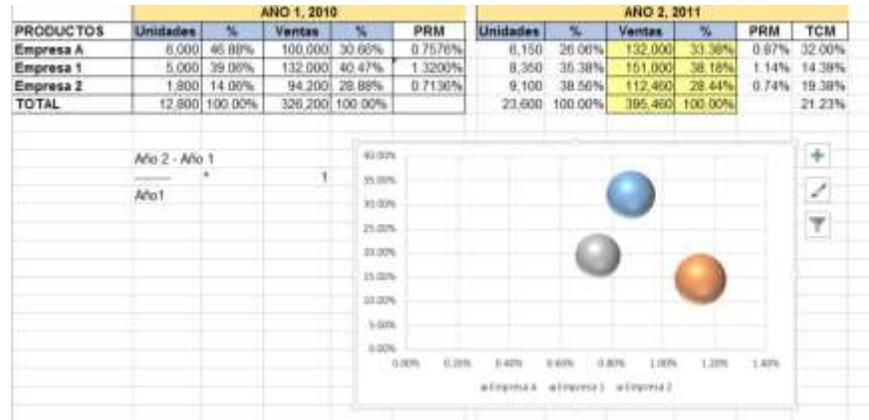 AÑO 1, 2010 AÑO 2, 2011
PRODUCTOS Unidades % Ventas % PRM Unidades % Ventas % PRM TCM
Empresa A 6,000 46.88% 100,000 30.66% 0.7576% 6,150 26.06% 132,000 33.38% 0.87% 32.00%
Empresa 1 5,000 39.06% 132,000 40.47% 1.3200% 8,350 35.38% 151,000 38.18% 1.14% 14.39%
Empresa 2 1,800 14.06% 94,200 28.88% 0.7136% 9,100 38.56% 112,460 28.44% 0.74% 19.38%
TOTAL 12,800 100.00% 326,200 100.00% 23,600 100.00% 395,460 100.00% 21.23%
Año 2 - Año 1
-------- * 1
Año1
40.00%
35.00%
30.00%
25.00%
20.00%
15.00%
10.00%
5.00%
0.00%
0.00% 0.20% 0.40% 0.60% 0.80% 1.00% 1.20% 1.40%
Empresa A Empresa 1 Empresa 2